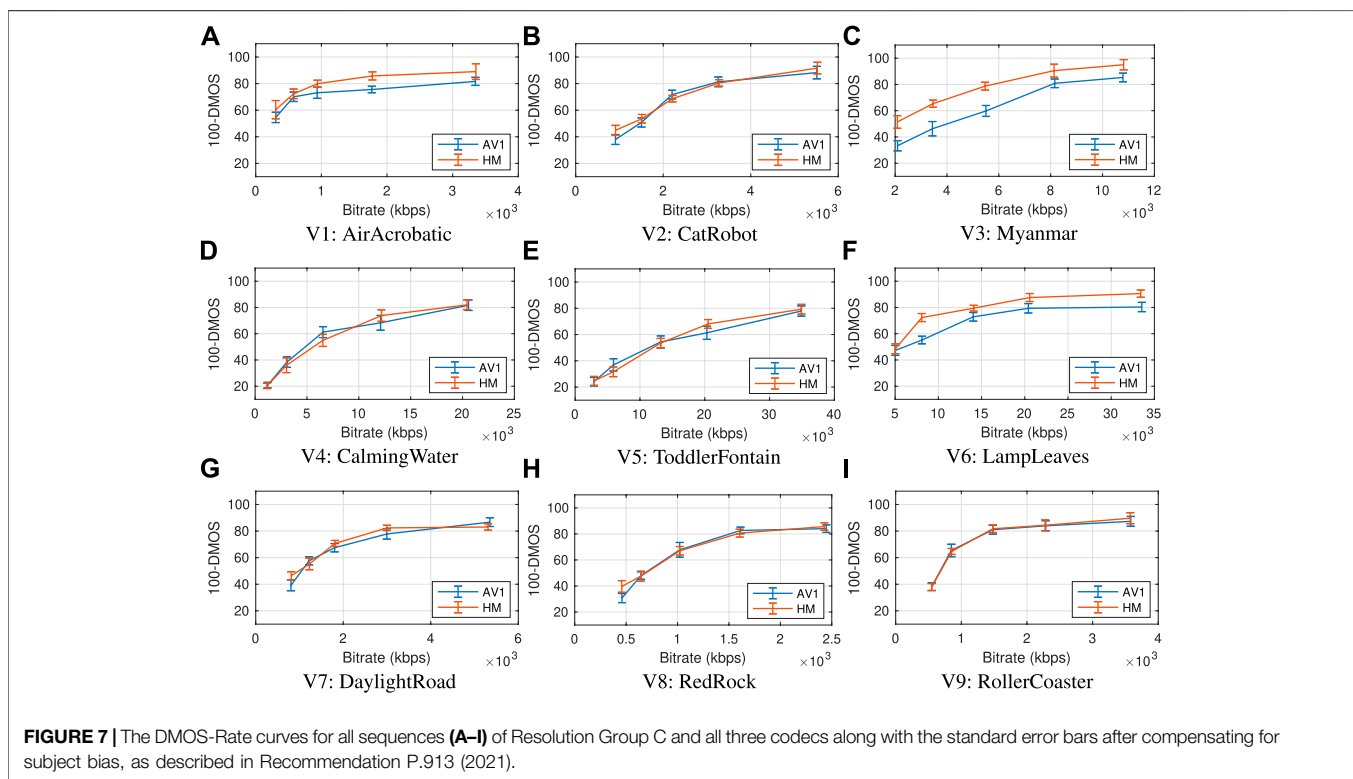 A
100-DMOS
100
80
60
40
20
0 1 2 3 4
Bitrate (kbps) ×10³
AV1
HM
V1: AirAcrobatic
B
100-DMOS
100
80
60
40
20
0 2 4 6
Bitrate (kbps) ×10³
AV1
HM
V2: CatRobot
C
100-DMOS
100
80
60
40
20
2 4 6 8 10 12
Bitrate (kbps) ×10³
AV1
HM
V3: Myanmar
D
100-DMOS
100
80
60
40
20
0 5 10 15 20 25
Bitrate (kbps) ×10³
AV1
HM
V4: CalmingWater
E
100-DMOS
100
80
60
40
20
0 10 20 30 40
Bitrate (kbps) ×10³
AV1
HM
V5: ToddlerFontain
F
100-DMOS
100
80
60
40
20
5 10 15 20 25 30 35
Bitrate (kbps) ×10³
AV1
HM
V6: LampLeaves
G
100-DMOS
100
80
60
40
20
0 2 4 6
Bitrate (kbps) ×10³
AV1
HM
V7: DaylightRoad
H
100-DMOS
100
80
60
40
20
0 0.5 1 1.5 2 2.5
Bitrate (kbps) ×10³
AV1
HM
V8: RedRock
I
100-DMOS
100
80
60
40
20
0 1 2 3 4
Bitrate (kbps) ×10³
AV1
HM
V9: RollerCoaster
FIGURE 7 | The DMOS-Rate curves for all sequences (A–I) of Resolution Group C and all three codecs along with the standard error bars after compensating for
subject bias, as described in Recommendation P.913 (2021).